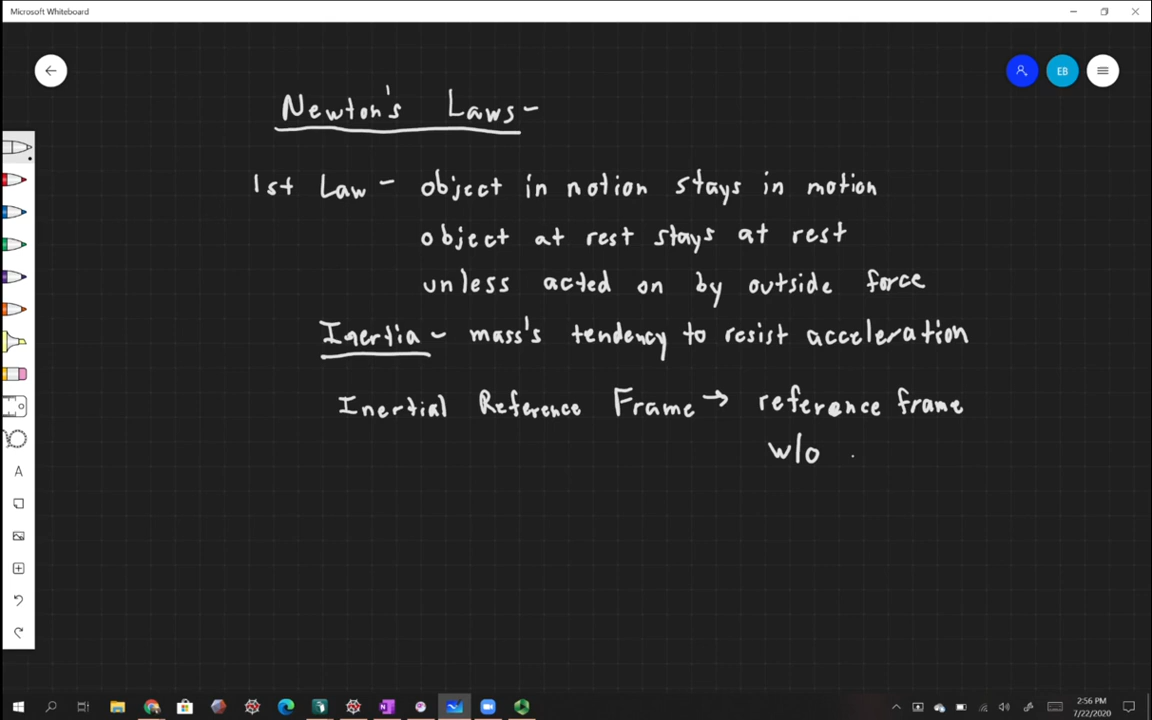 Microsoft Whiteboard
EB
Newton's Laws-
1st Law - object in notion stays in motion
object at rest stays at rest
unless acted on by outside force
Inertia - mass's tendency to resist acceleration
Inertial Reference Frame → reference frame
w/o
A
2:56 PM
7/22/2020